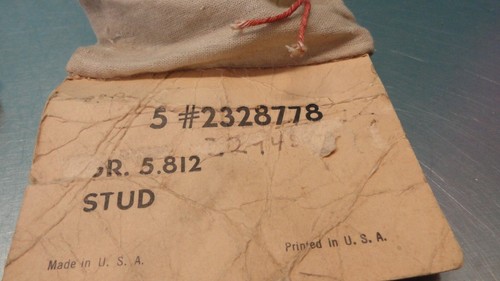 5 #2328778
GR. 5.812
STUD
Made in U. S. A.
Printed in U. S. A.